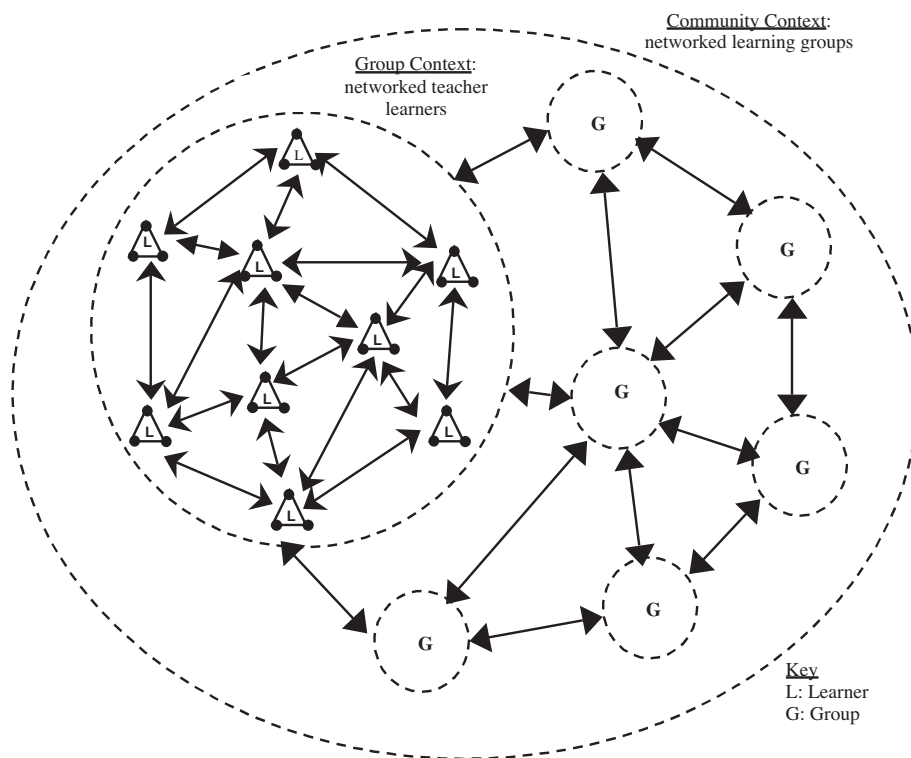 Community Context:
networked learning groups
Group Context:
networked teacher
learners
G
L
L
G
L
L
L
G
L
L
L
G
L
G
G
Key
L: Learner
G: Group